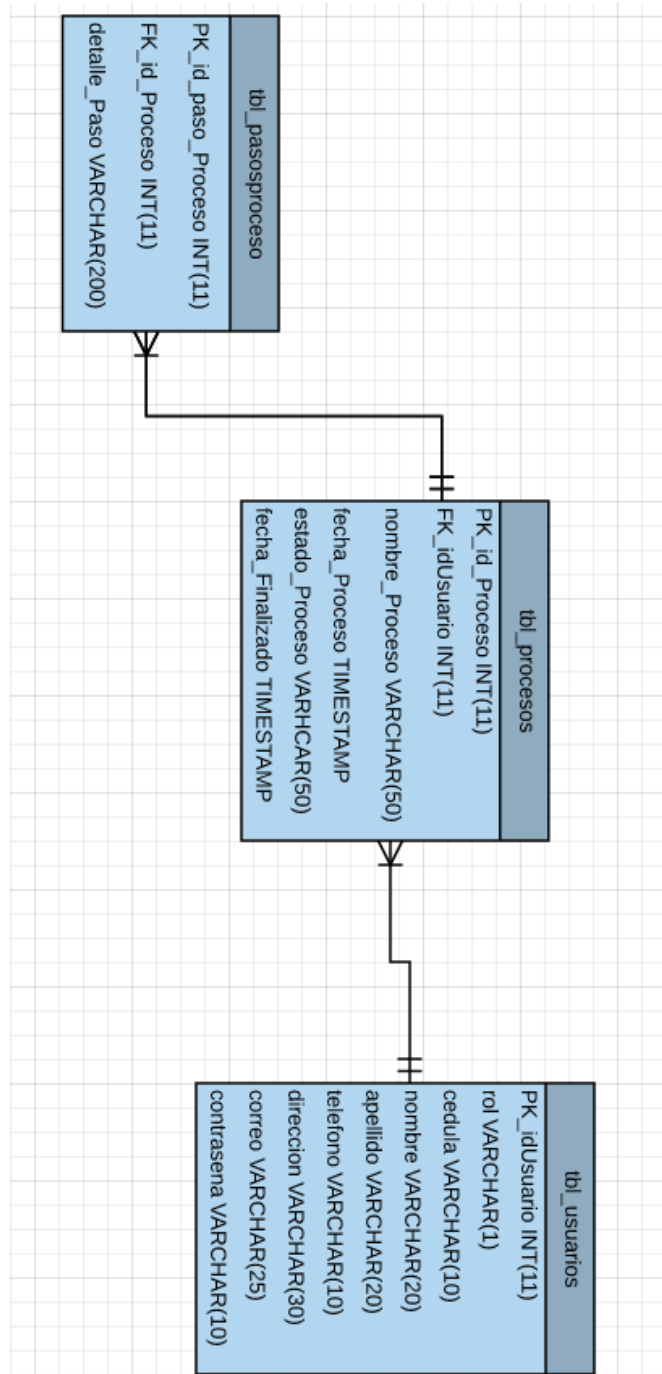 tbl_pasosproceso
PK_id_paso_Proceso INT(11)
FK_id_Proceso INT(11)
detalle_Paso VARCHAR(200)
tbl_procesos
PK_id_Proceso INT(11)
FK_idUsuario INT(11)
nombre_Proceso VARCHAR(50)
fecha_Proceso TIMESTAMP
estado_Proceso VARHCAR(50)
fecha_Finalizado TIMESTAMP
tbl_usuarios
PK_idUsuario INT(11)
rol VARCHAR(1)
cedula VARCHAR(10)
nombre VARCHAR(20)
apellido VARCHAR(20)
telefono VARCHAR(10)
direccion VARCHAR(30)
correo VARCHAR(25)
contrasena VARCHAR(10)